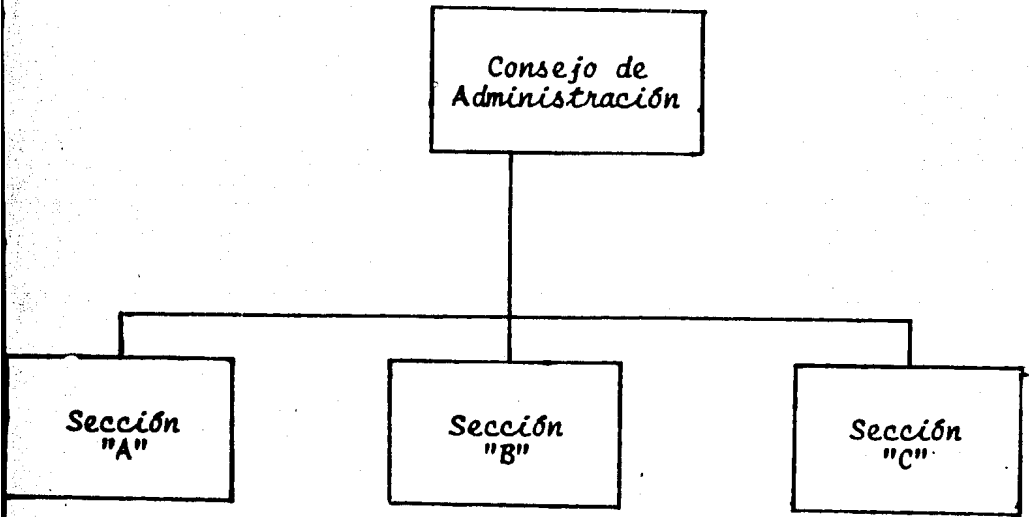 Consejo de
Administración
Sección
"A"
Sección
"B"
Sección
"C"